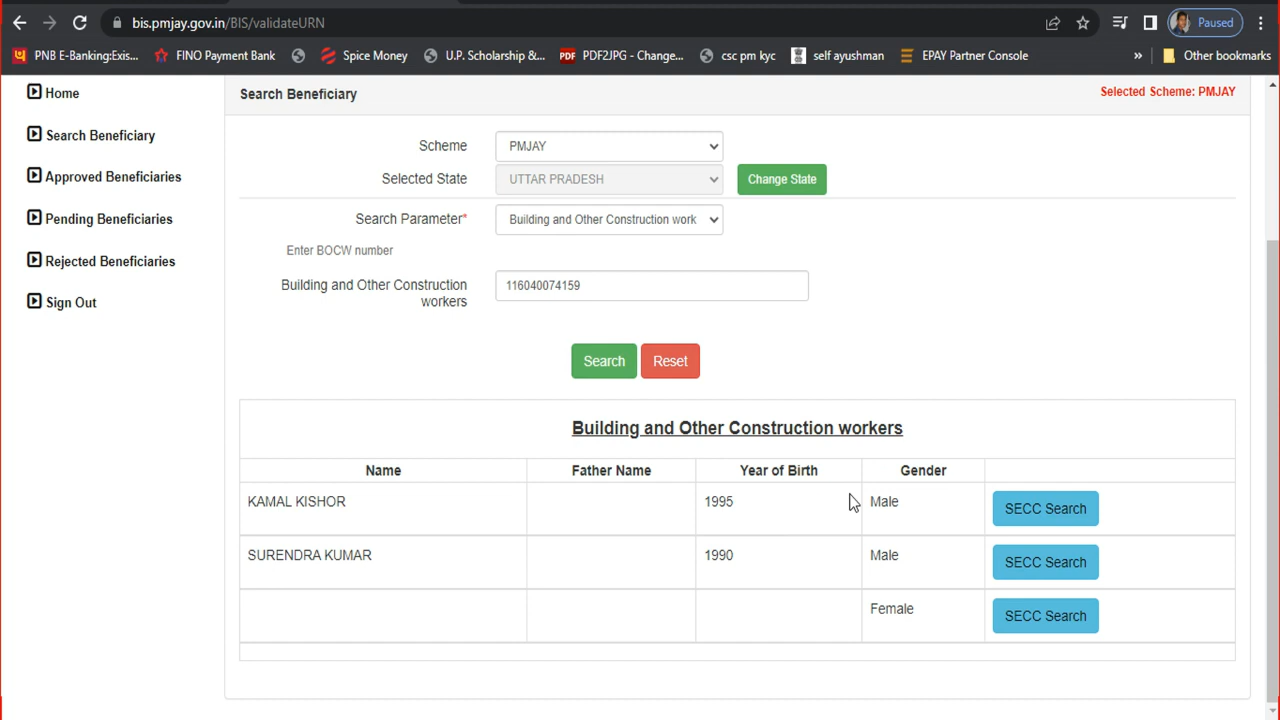 bis.pmjay.gov.in/BIS/validateURN
Paused
PNB E-Banking:Exis... FINO Payment Bank Spice Money U.P. Scholarship &... PDF PDF2JPG - Change... csc pm kyc self ayushman EPAY Partner Console » Other bookmarks
Home
Search Beneficiary
Approved Beneficiaries
Pending Beneficiaries
Rejected Beneficiaries
Sign Out
Search Beneficiary
Selected Scheme: PMJAY
Scheme PMJAY
Selected State UTTAR PRADESH Change State
Search Parameter* Building and Other Construction work
Enter BOCW number
Building and Other Construction
workers
116040074159
Search Reset
Building and Other Construction workers
Name Father Name Year of Birth Gender
KAMAL KISHOR 1995 Male SECC Search
SURENDRA KUMAR 1990 Male SECC Search
Female SECC Search